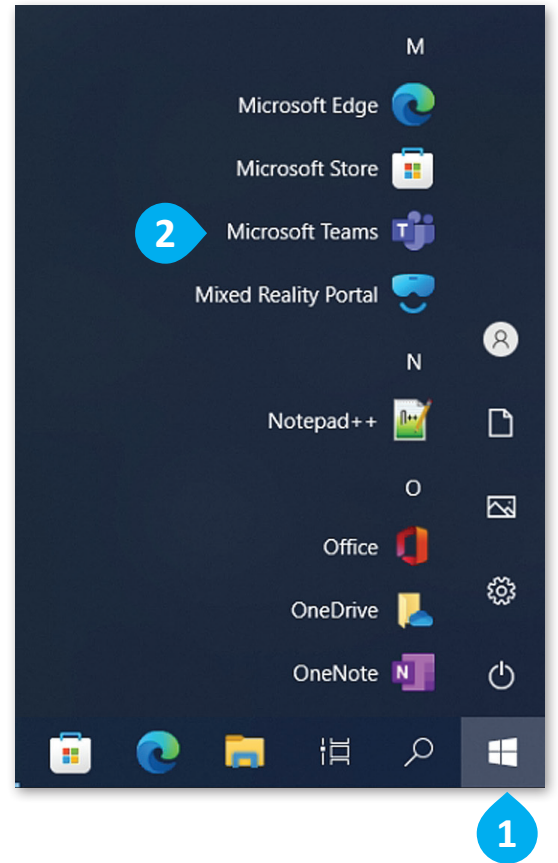 M
Microsoft Edge
Microsoft Store
2
Microsoft Teams
Mixed Reality Portal
N
Notepad++
O
Office
OneDrive
OneNote
1